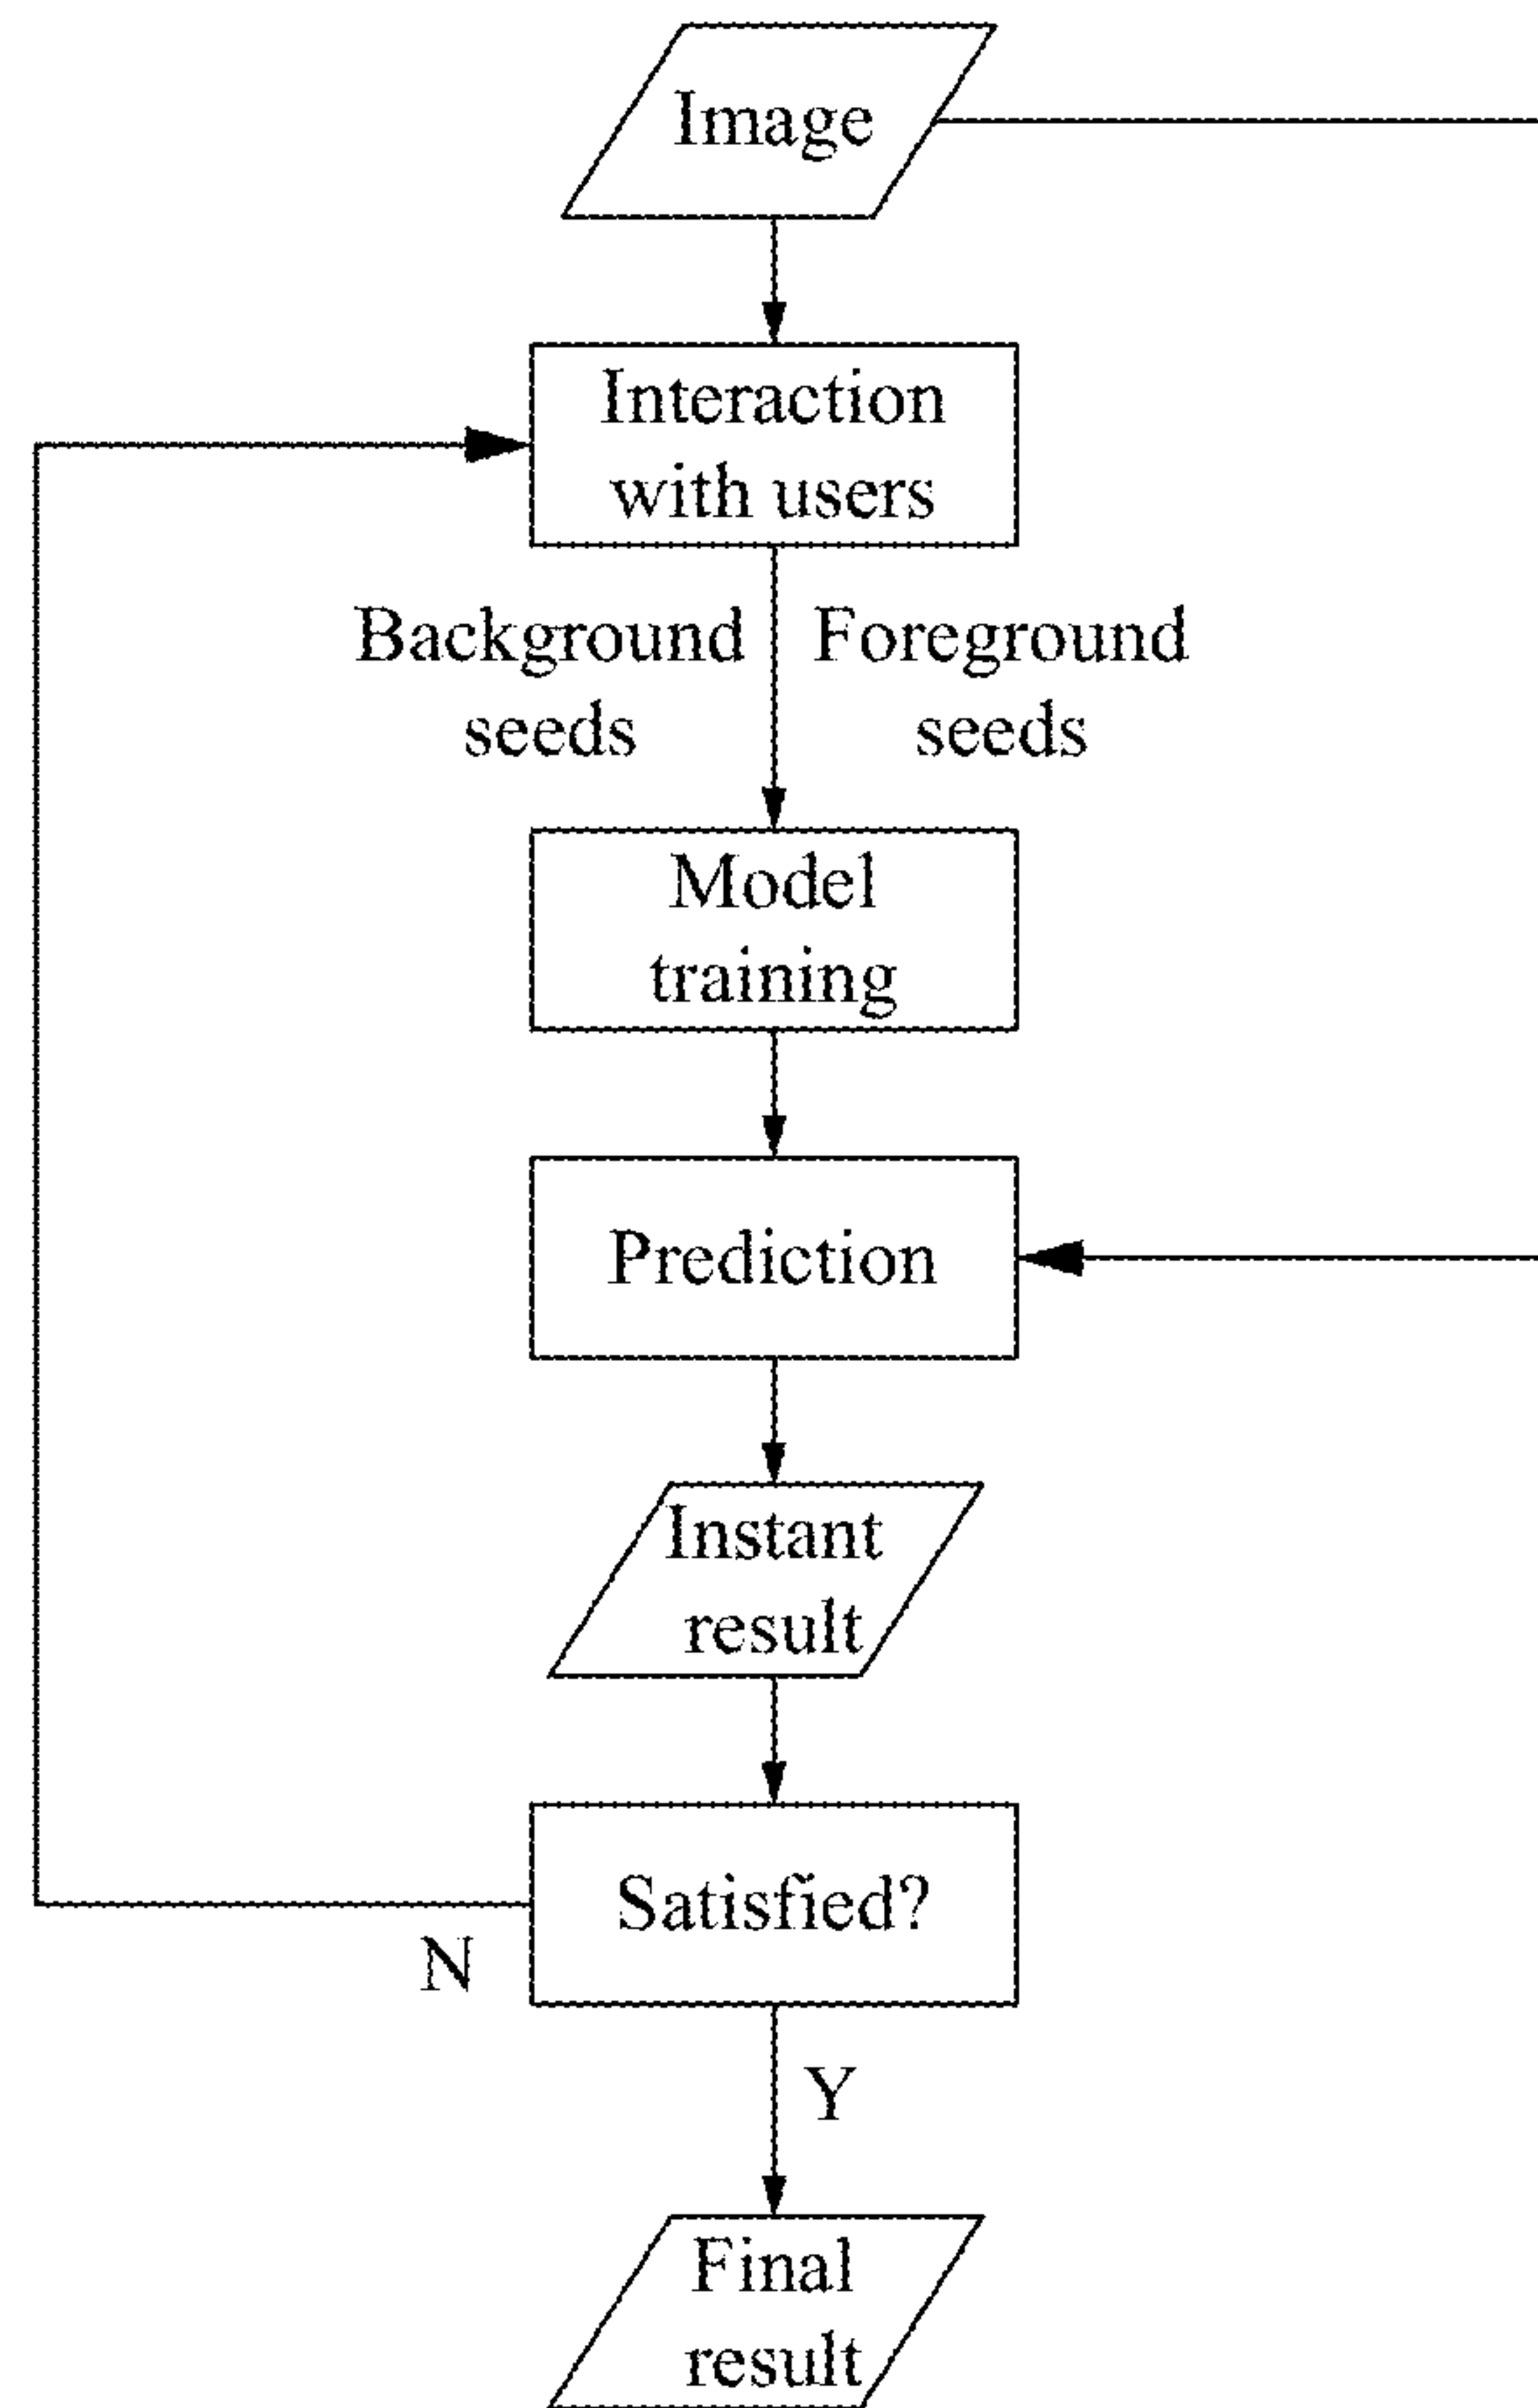 Image
Interaction
with users
Background
seeds
Foreground
seeds
Model
training
Prediction
Instant
result
Satisfied?
N
Y
Final
result